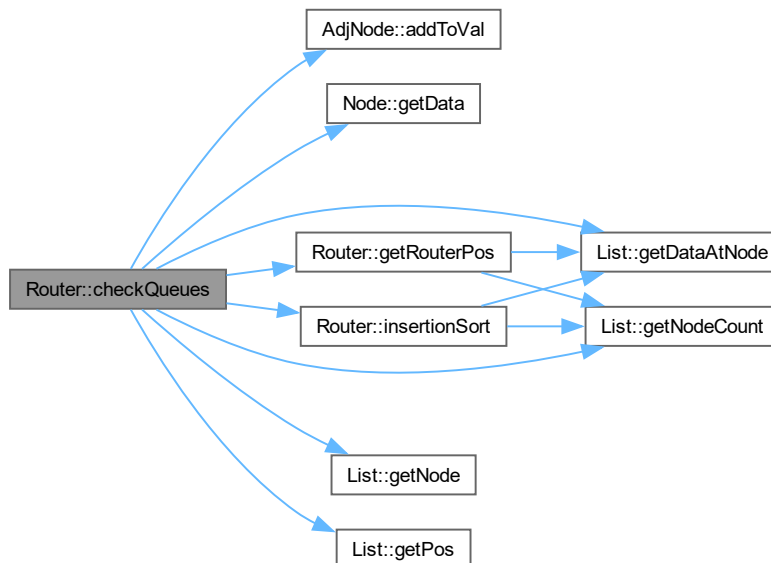 AdjNode::addToVal
Node::getData
Router::getRouterPos
List::getDataAtNode
Router::checkQueues
Router::insertionSort
List::getNodeCount
List::getNode
List::getPos